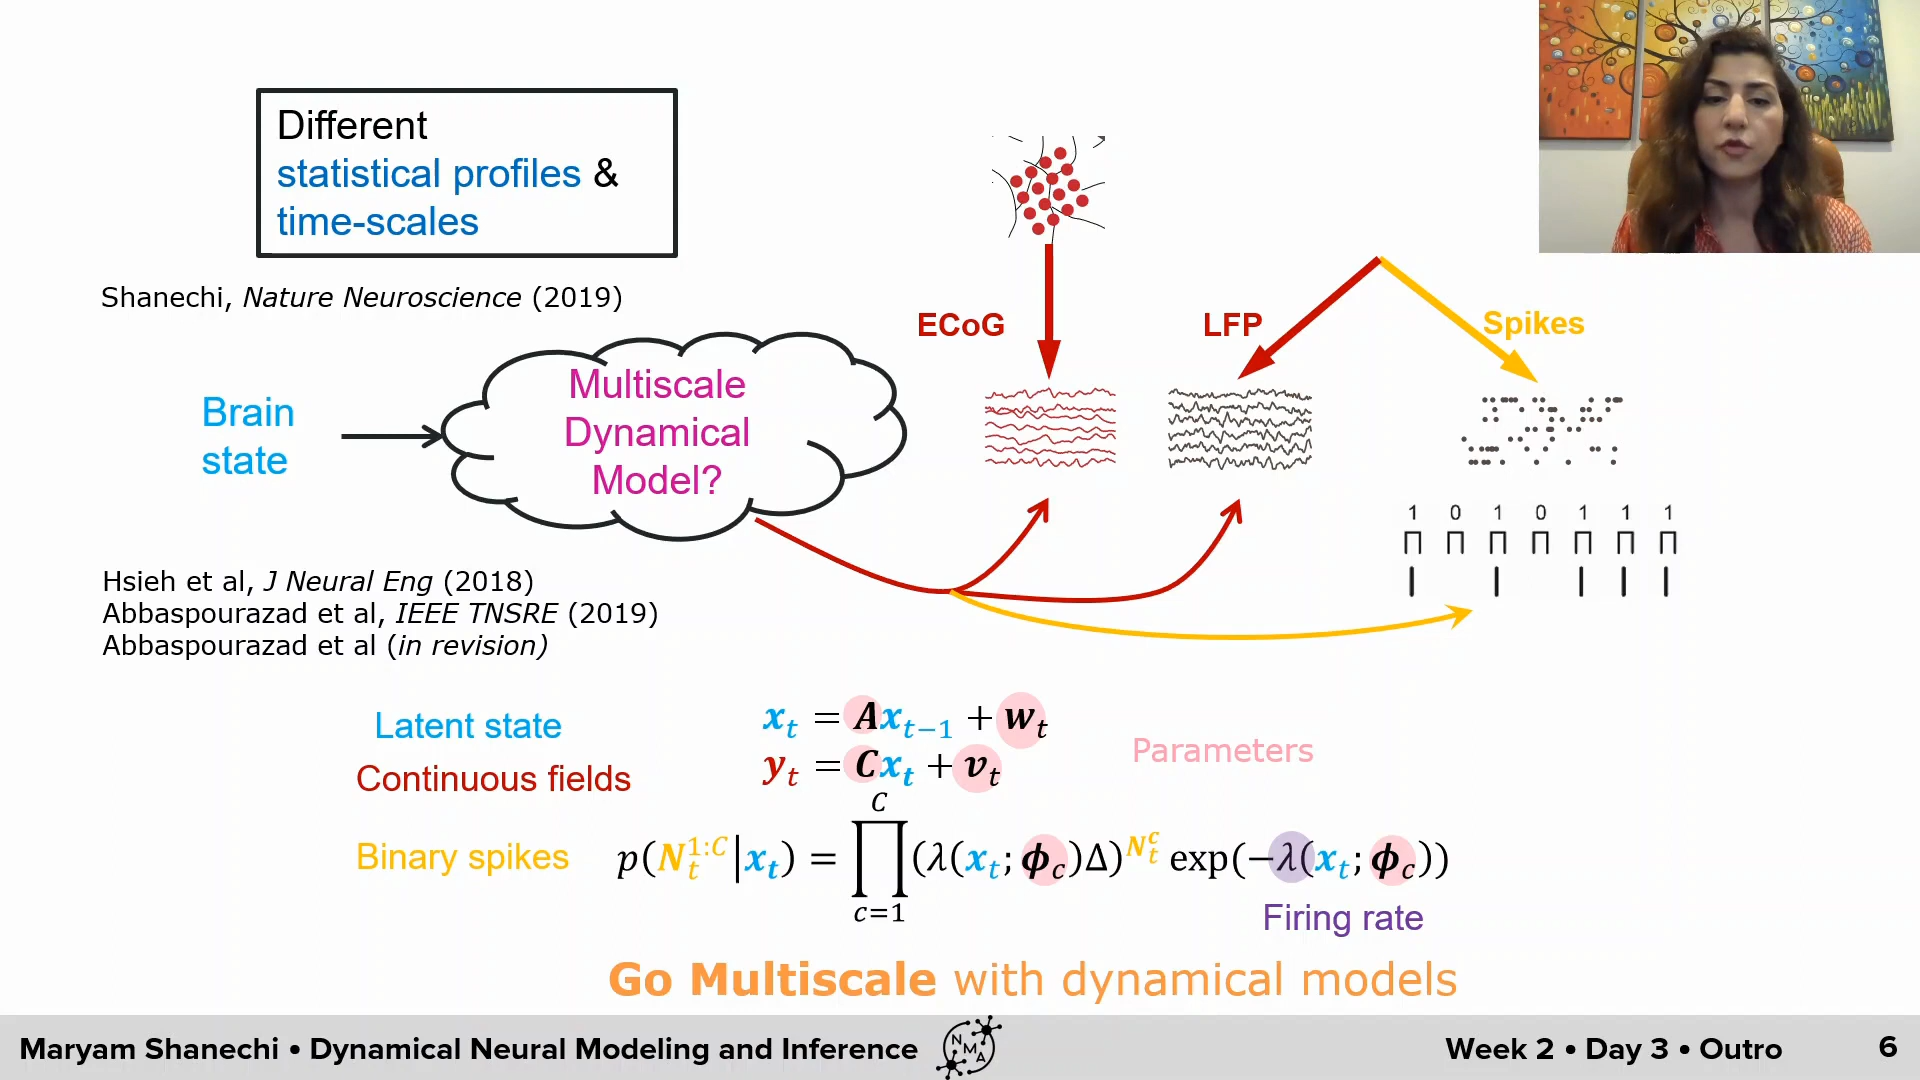 Different
statistical profiles &
time-scales
Shanechi, Nature Neuroscience (2019)
Brain
state
Multiscale
Dynamical
Model?
ECoG
LFP
Spikes
1 0 1 0 1 1 1
Hsieh et al, J Neural Eng (2018)
Abbaspourazad et al, IEEE TNSRE (2019)
Abbaspourazad et al (in revision)
Latent state
x_t = Ax_{t−1} + w_t
Continuous fields
y_t = Cx_t + v_t
Parameters
Binary spikes
p(N_t^{1:C}|x_t) = ∏_{c=1}^{C} (λ(x_t; ϕ_c)Δ)^{N_t^c} exp(−λ(x_t; ϕ_c))
Firing rate
Go Multiscale with dynamical models
Maryam Shanechi • Dynamical Neural Modeling and Inference
NMA
Week 2 • Day 3 • Outro
6